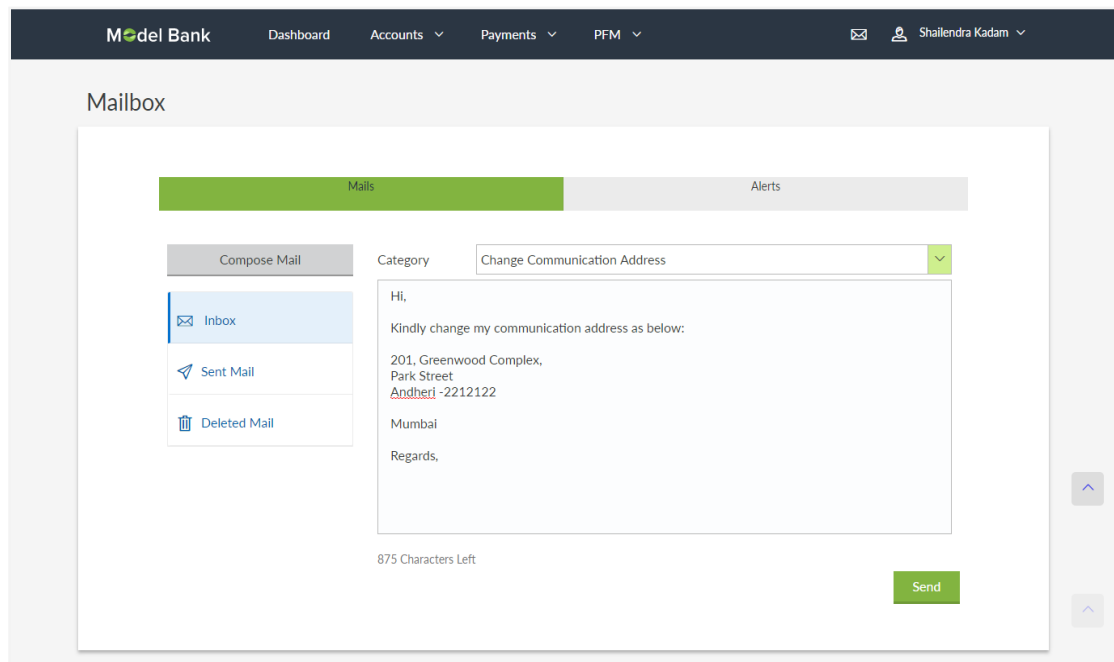 Model Bank Dashboard Accounts Payments PFM Shailendra Kadam
Mailbox
Mails Alerts
Compose Mail
Inbox
Sent Mail
Deleted Mail
Category Change Communication Address
Hi,
Kindly change my communication address as below:
201, Greenwood Complex,
Park Street
Andheri -2212122
Mumbai
Regards,
875 Characters Left
Send